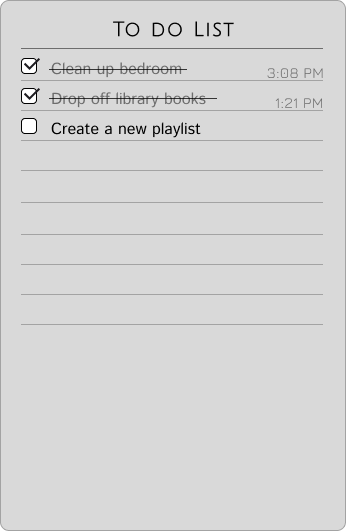 To do List
Clean up bedroom 3:08 PM
Drop off library books 1:21 PM
Create a new playlist